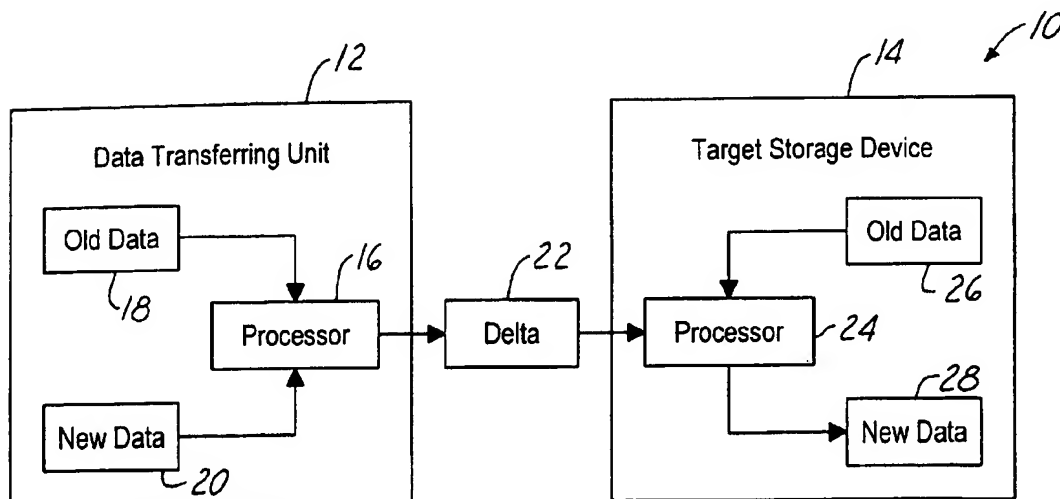 10
12
14
Data Transferring Unit
Target Storage Device
Old Data
18
16
22
Old Data
26
Processor
Delta
Processor
24
New Data
20
28
New Data